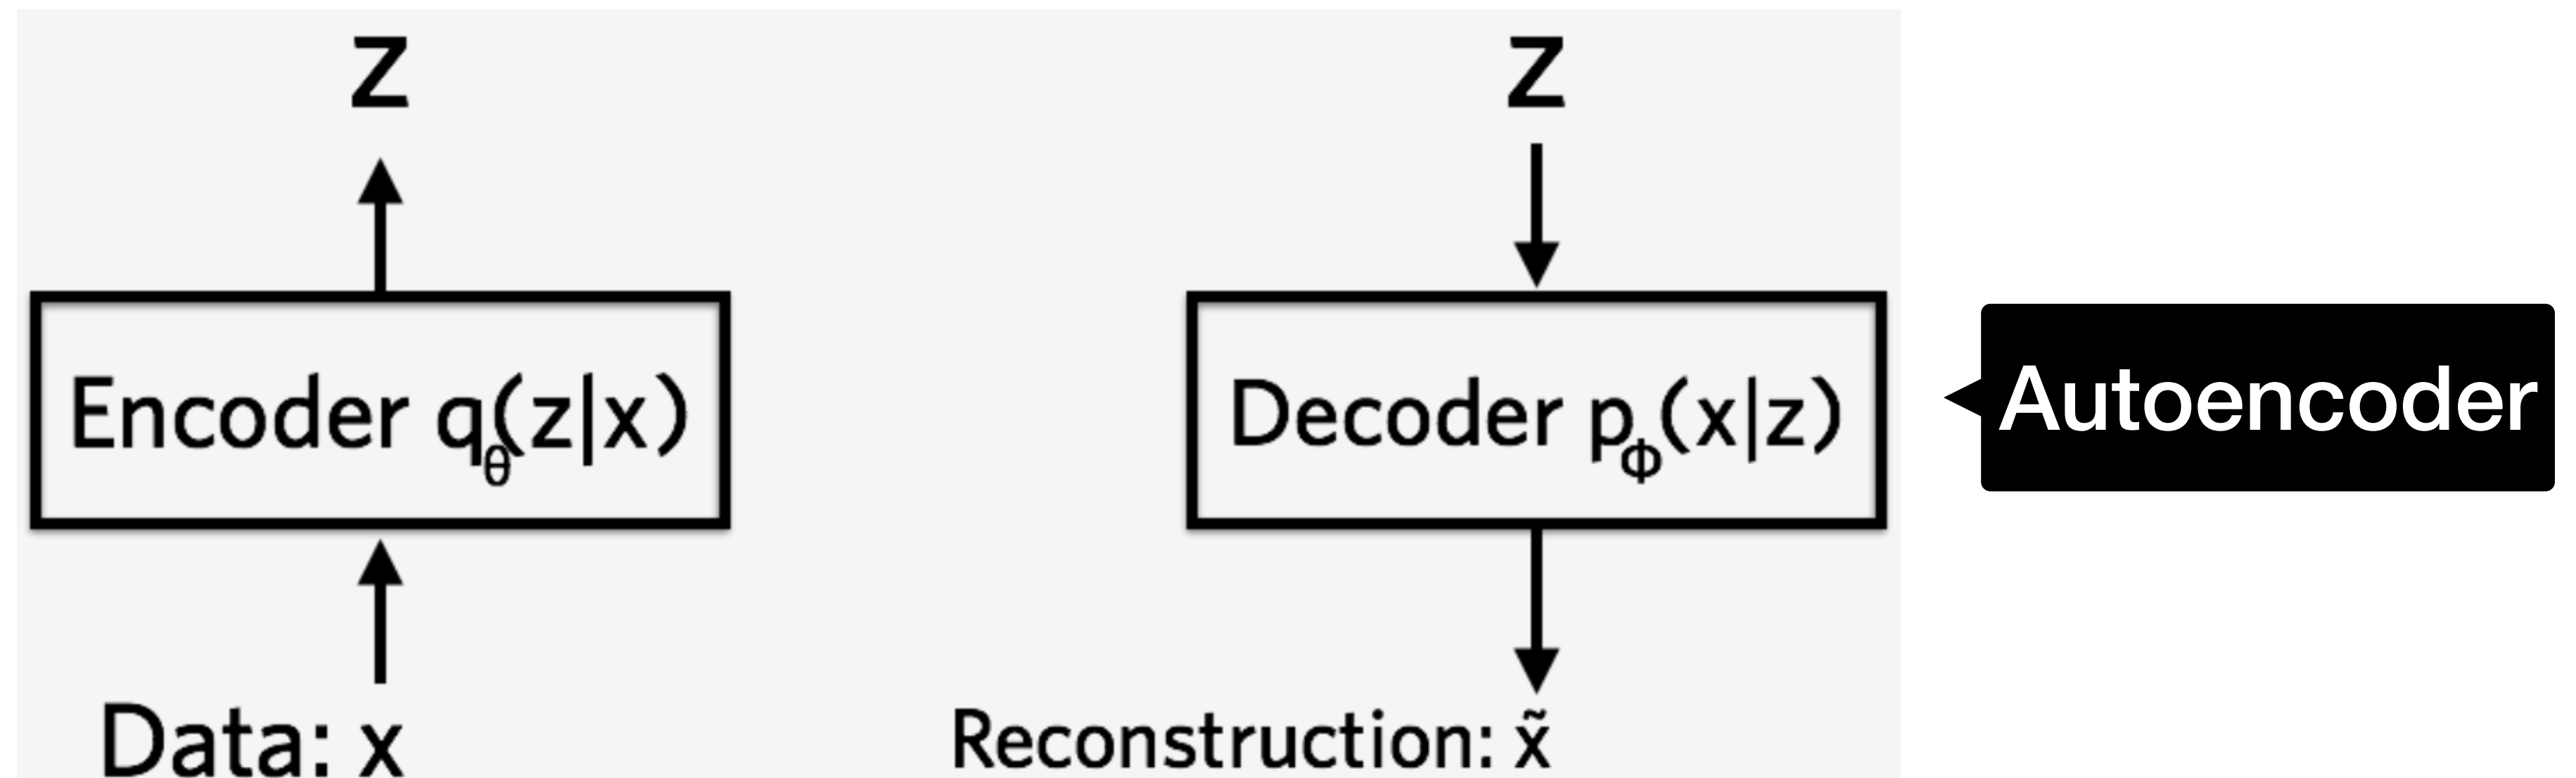 z
z
Encoder qθ(z|x)
Decoder pϕ(x|z)
Autoencoder
Data: x
Reconstruction: x̃